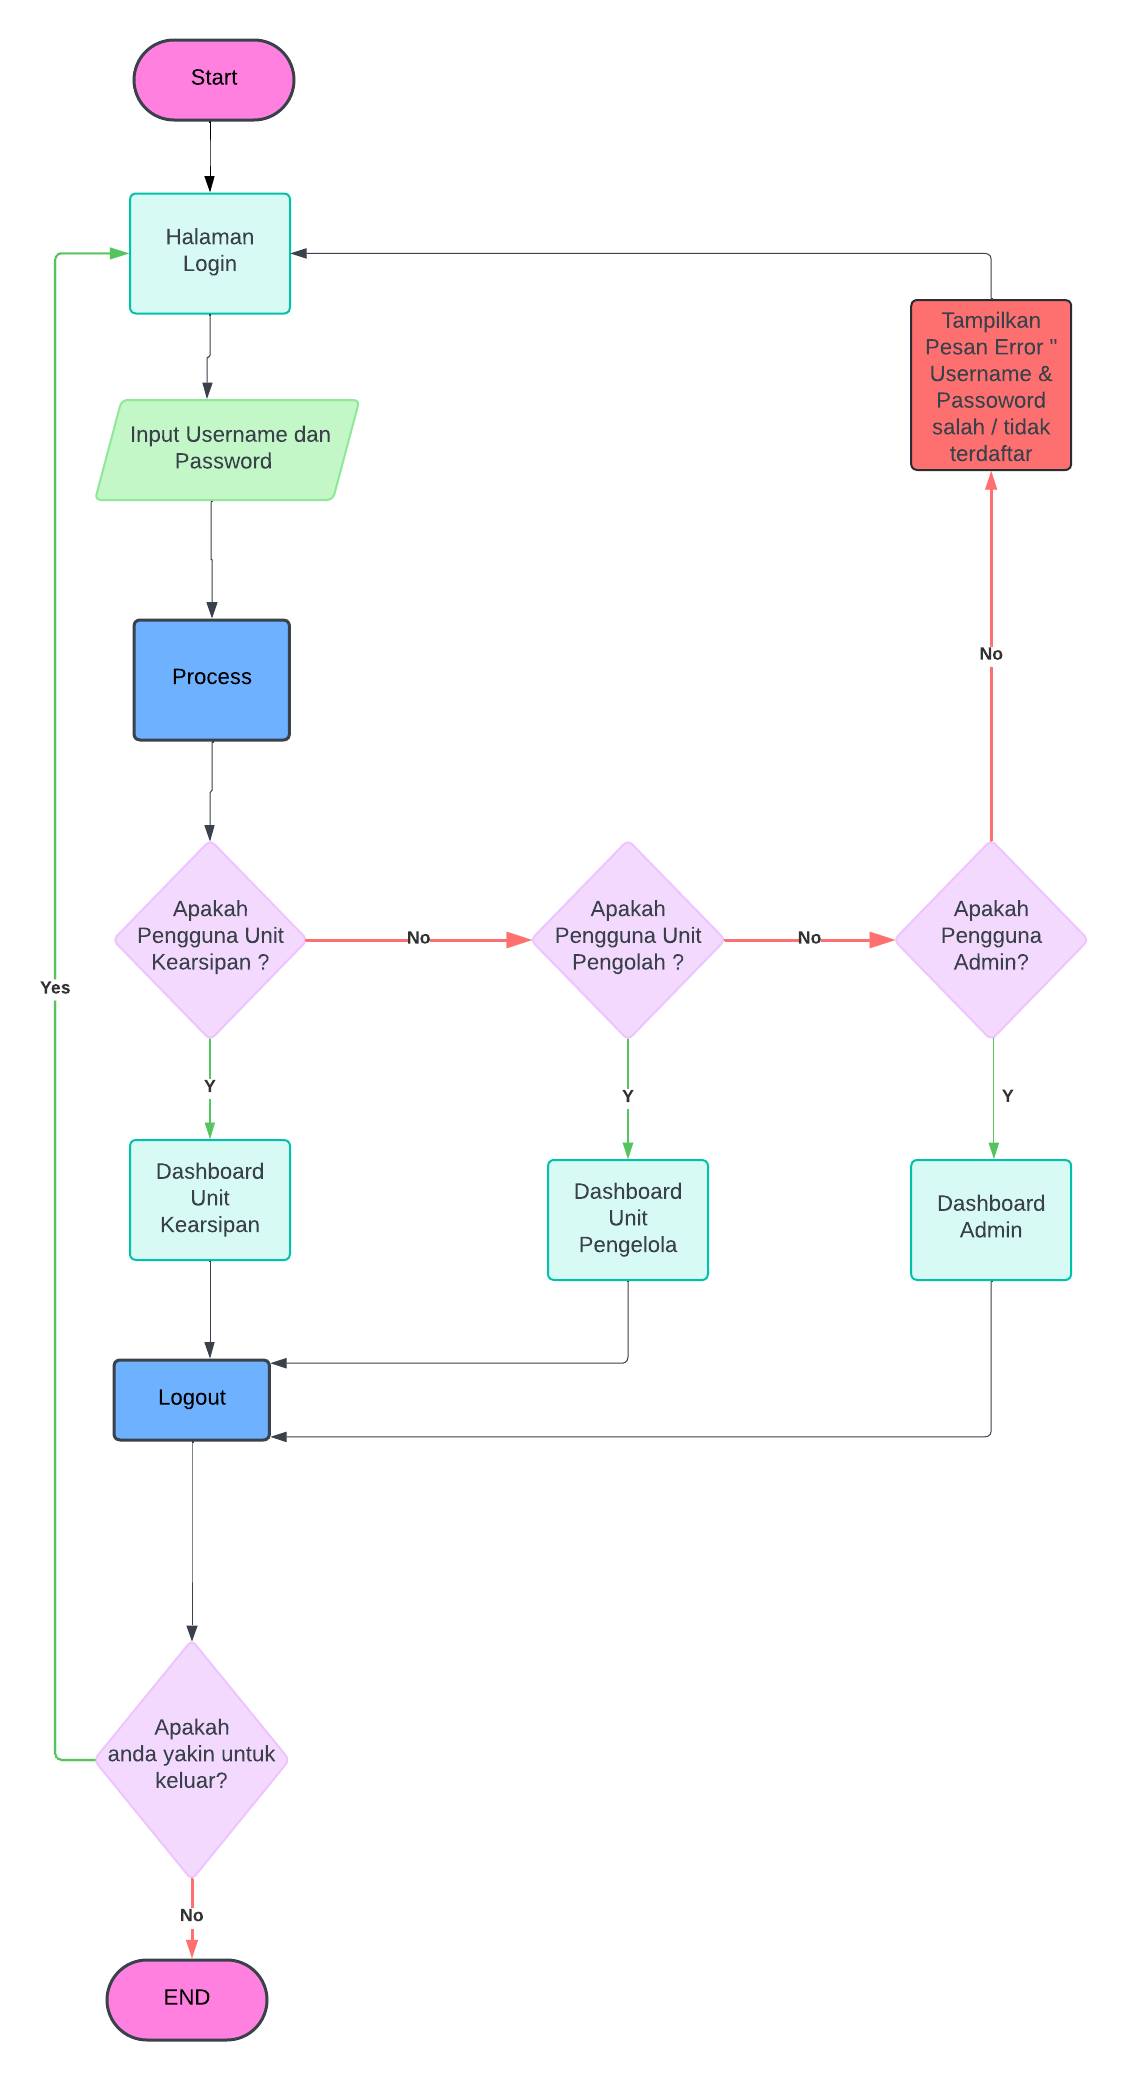 Start
Halaman
Login
Tampilkan
Pesan Error "
Username &
Passoword
salah / tidak
terdaftar
Input Username dan
Password
Process
No
Apakah
Pengguna Unit
Kearsipan ?
No
Apakah
Pengguna Unit
Pengolah ?
No
Apakah
Pengguna
Admin?
Yes
Y
Y
Y
Dashboard
Unit
Kearsipan
Dashboard
Unit
Pengelola
Dashboard
Admin
Logout
Apakah
anda yakin untuk
keluar?
No
END